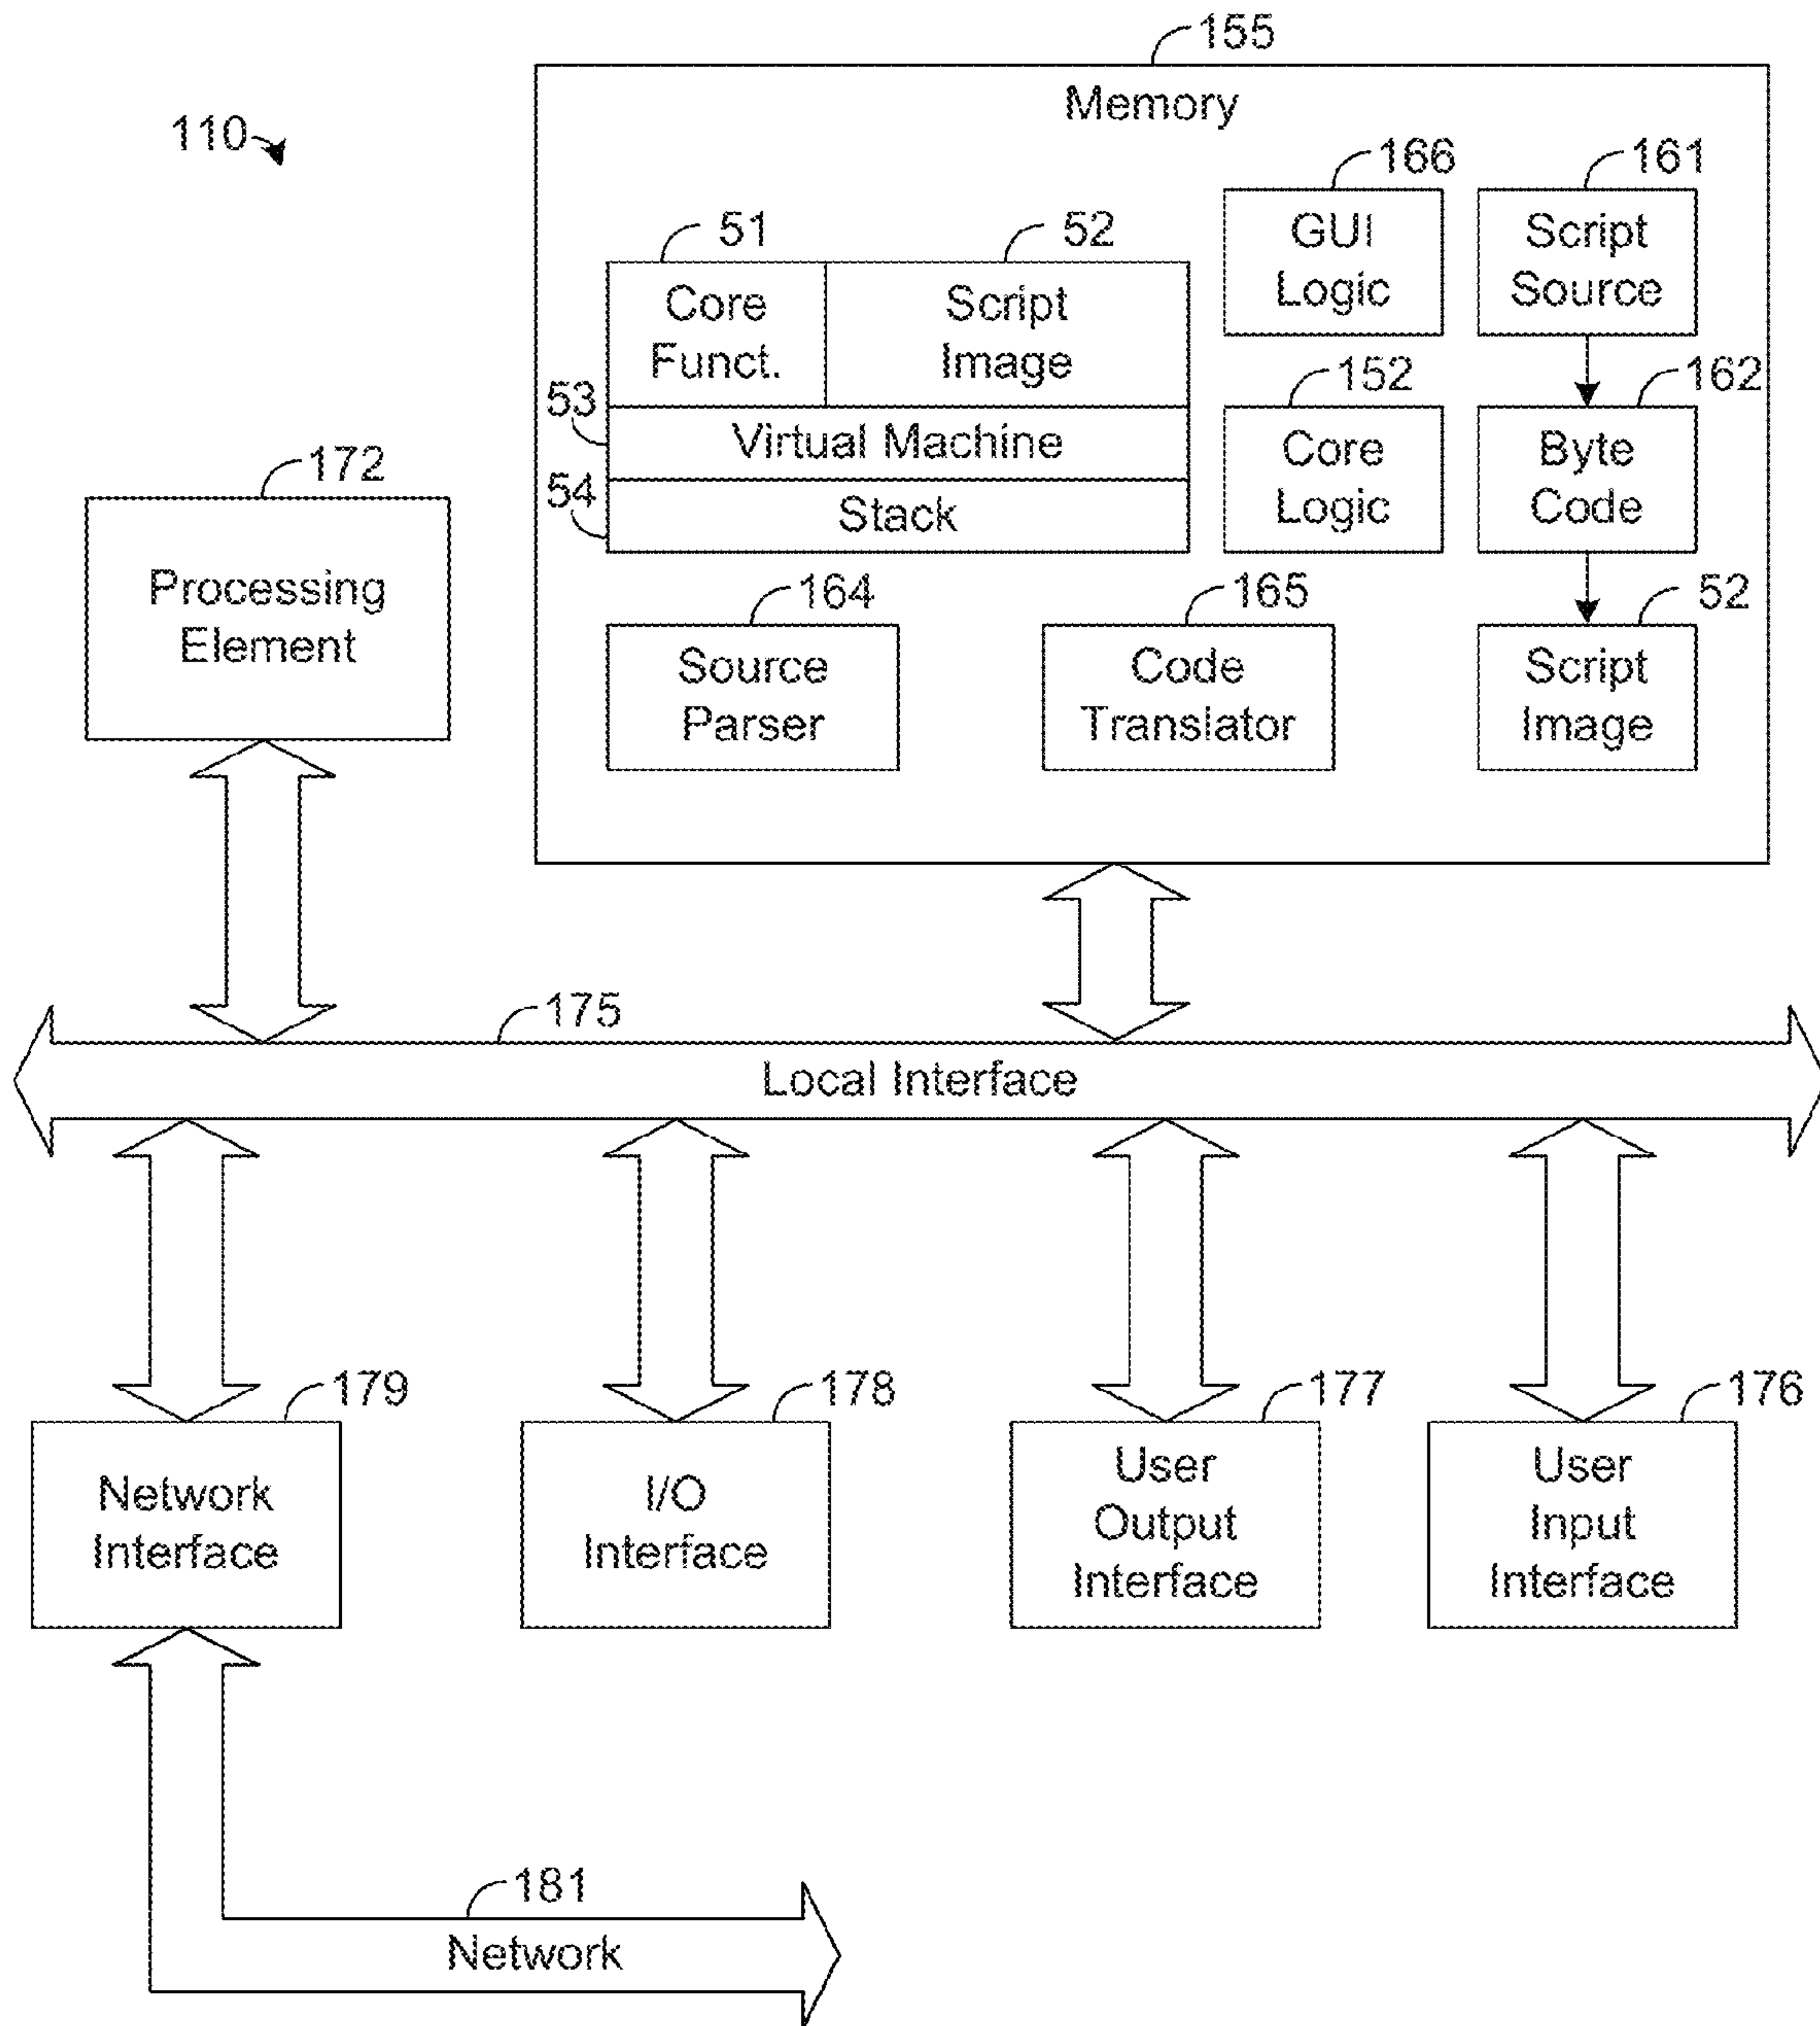 155
Memory
110
166
161
GUI
Logic
Script
Source
51
52
Core
Funct.
Script
Image
53
Virtual Machine
54
Stack
152
Core
Logic
162
Byte
Code
172
Processing
Element
164
Source
Parser
165
Code
Translator
52
Script
Image
175
Local Interface
179
Network
Interface
178
I/O
Interface
177
User
Output
Interface
176
User
Input
Interface
181
Network